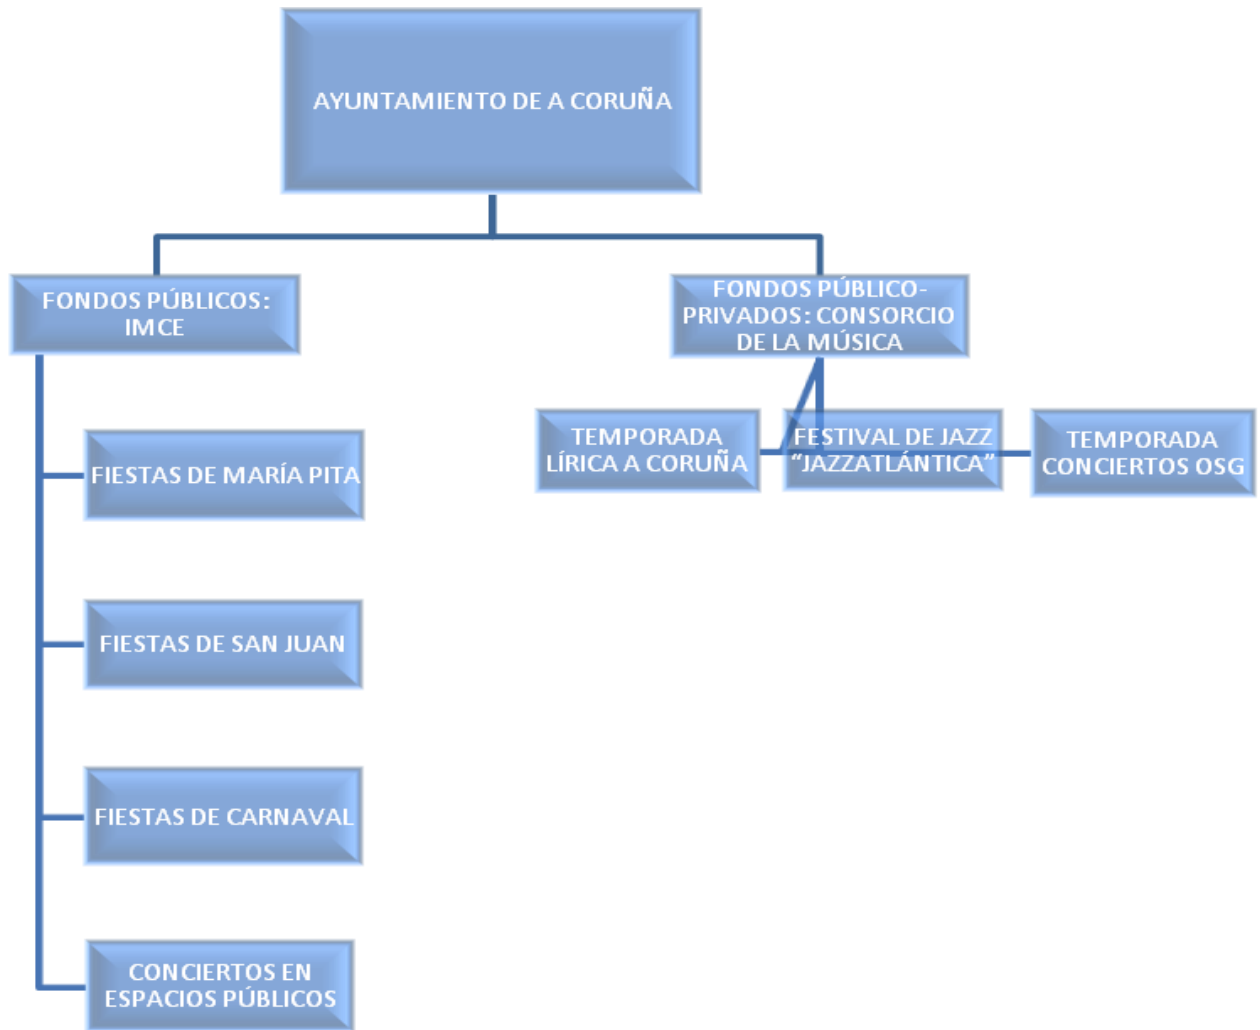 AYUNTAMIENTO DE A CORUÑA
FONDOS PÚBLICOS:
IMCE
FONDOS PÚBLICO-
PRIVADOS: CONSORCIO
DE LA MÚSICA
FIESTAS DE MARÍA PITA
FIESTAS DE SAN JUAN
FIESTAS DE CARNAVAL
CONCIERTOS EN
ESPACIOS PÚBLICOS
TEMPORADA
LÍRICA A CORUÑA
FESTIVAL DE JAZZ
“JAZZATLÁNTICA”
TEMPORADA
CONCIERTOS OSG